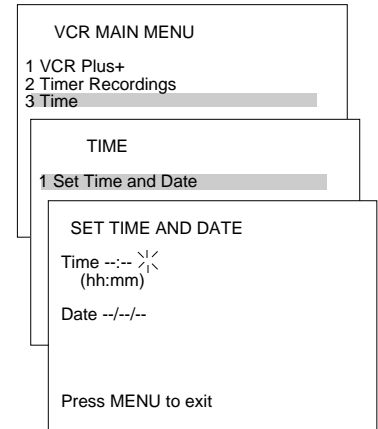 VCR MAIN MENU
1 VCR Plus+
2 Timer Recordings
3 Time
TIME
1 Set Time and Date
SET TIME AND DATE
Time --:--
(hh:mm)
Date --/--/--
Press MENU to exit